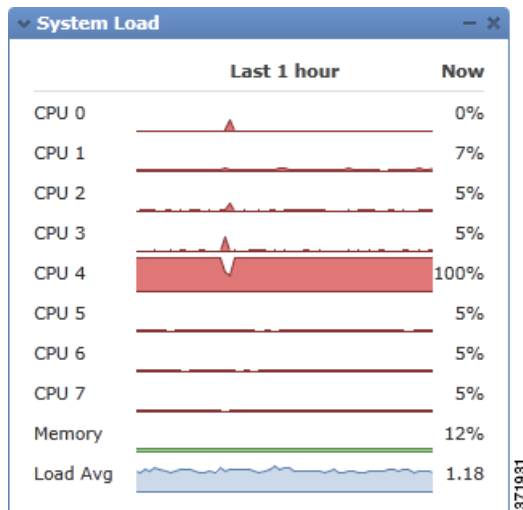 System Load
Last 1 hour Now
CPU 0 0%
CPU 1 7%
CPU 2 5%
CPU 3 5%
CPU 4 100%
CPU 5 5%
CPU 6 5%
CPU 7 5%
Memory 12%
Load Avg 1.18
371931